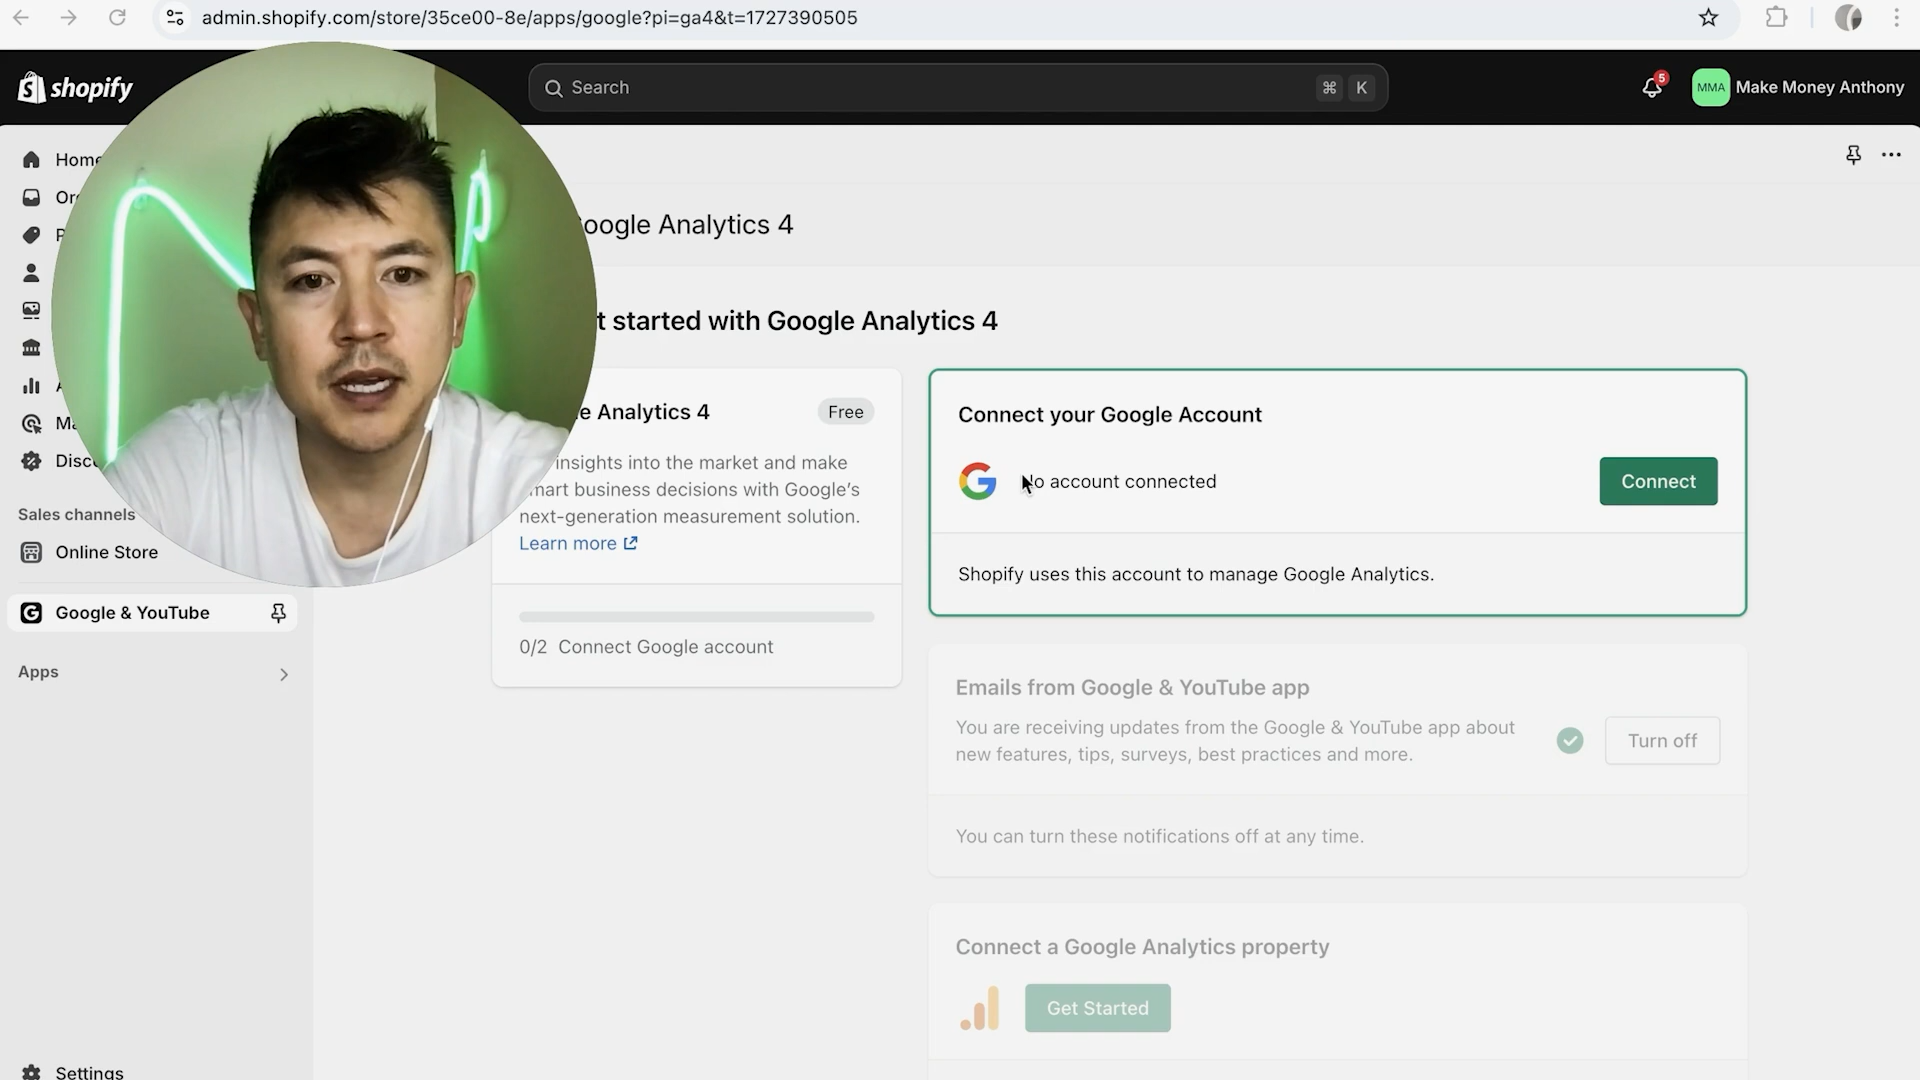 admin.shopify.com/store/35ce00-8e/apps/google?pi=ga4&t=1727390505
shopify
Search
⌘ K
5
MMA
Make Money Anthony
Home
Disc
Sales channels
Online Store
Google & YouTube
Apps
Settings
oogle Analytics 4
t started with Google Analytics 4
e Analytics 4
Free
insights into the market and make
mart business decisions with Google's
next-generation measurement solution.
Learn more
0/2 Connect Google account
Connect your Google Account
No account connected
Connect
Shopify uses this account to manage Google Analytics.
Emails from Google & YouTube app
You are receiving updates from the Google & YouTube app about
new features, tips, surveys, best practices and more.
Turn off
You can turn these notifications off at any time.
Connect a Google Analytics property
Get Started